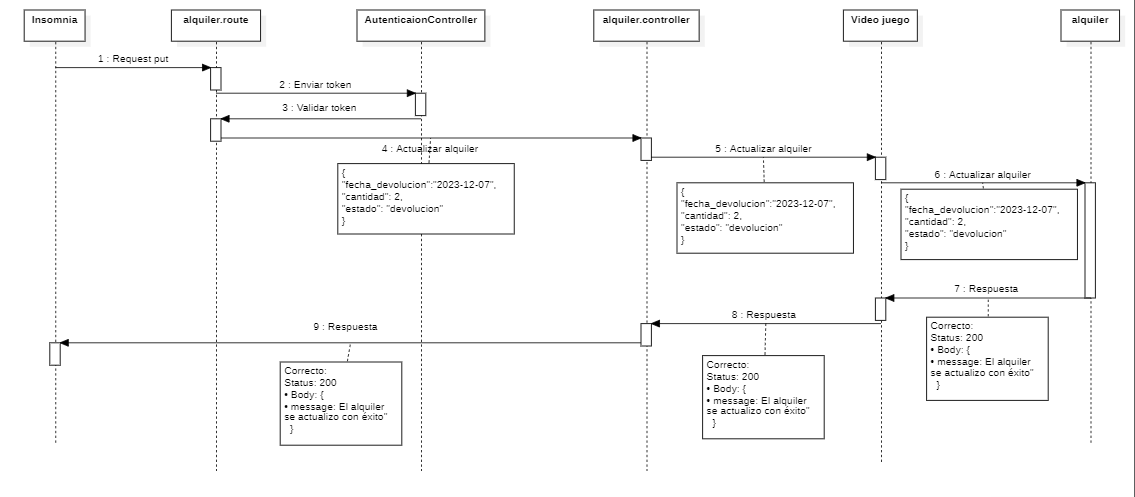 Insomnia
alquiler.route
AutenticaionController
alquiler.controller
Video juego
alquiler
1 : Request put
2 : Enviar token
3 : Validar token
4 : Actualizar alquiler
{
"fecha_devolucion":"2023-12-07",
"cantidad": 2,
"estado": "devolucion"
}
5 : Actualizar alquiler
{
"fecha_devolucion":"2023-12-07",
"cantidad": 2,
"estado": "devolucion"
}
6 : Actualizar alquiler
{
"fecha_devolucion":"2023-12-07",
"cantidad": 2,
"estado": "devolucion"
}
7 : Respuesta
Correcto:
Status: 200
• Body: {
• message: El alquiler
se actualizo con éxito"
}
8 : Respuesta
Correcto:
Status: 200
• Body: {
• message: El alquiler
se actualizo con éxito"
}
9 : Respuesta
Correcto:
Status: 200
• Body: {
• message: El alquiler
se actualizo con éxito"
}